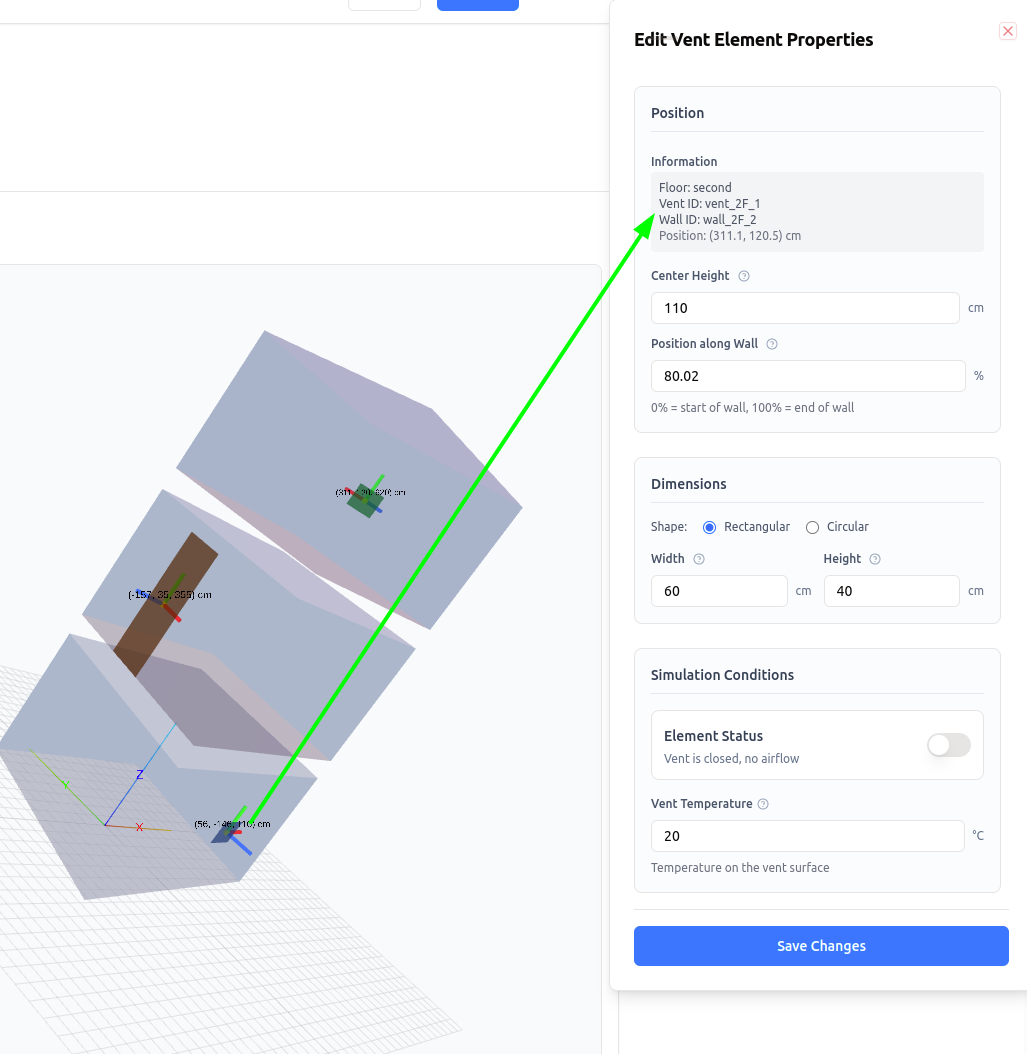 Edit Vent Element Properties
Position
Information
Floor: second
Vent ID: vent_2F_1
Wall ID: wall_2F_2
Position: (311.1, 120.5) cm
Center Height
110 cm
Position along Wall
80.02 %
0% = start of wall, 100% = end of wall
Dimensions
Shape: Rectangular Circular
Width Height
60 cm 40 cm
Simulation Conditions
Element Status
Vent is closed, no airflow
Vent Temperature
20 °C
Temperature on the vent surface
Save Changes
cm
(-157, 35, 355) cm
Z
Y
X
(56, -146, 110) cm